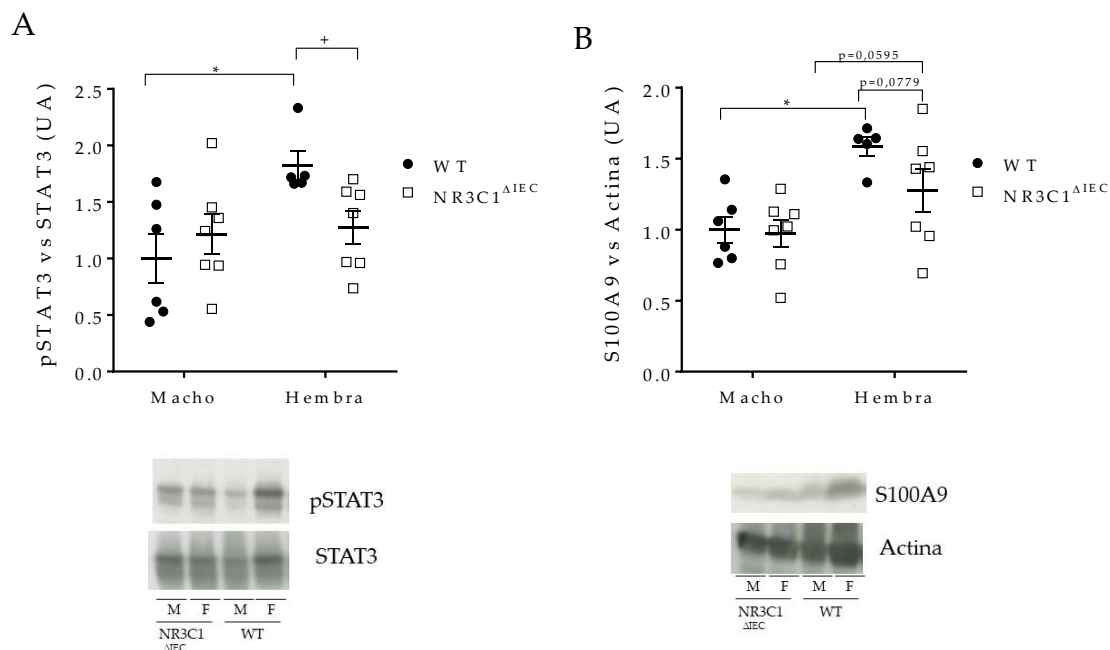 A
pSTAT3 vs STAT3 (UA)
2.5
2.0
1.5
1.0
0.5
0.0
*
+
Macho
Hembra
WT
NR3C1ΔIEC
pSTAT3
STAT3
M F M F
NR3C1 WT
ΔIEC
B
S100A9 vs Actina (UA)
2.0
1.5
1.0
0.5
0.0
p=0,0595
p=0,0779
*
Macho
Hembra
WT
NR3C1ΔIEC
S100A9
Actina
M F M F
NR3C1 WT
ΔIEC